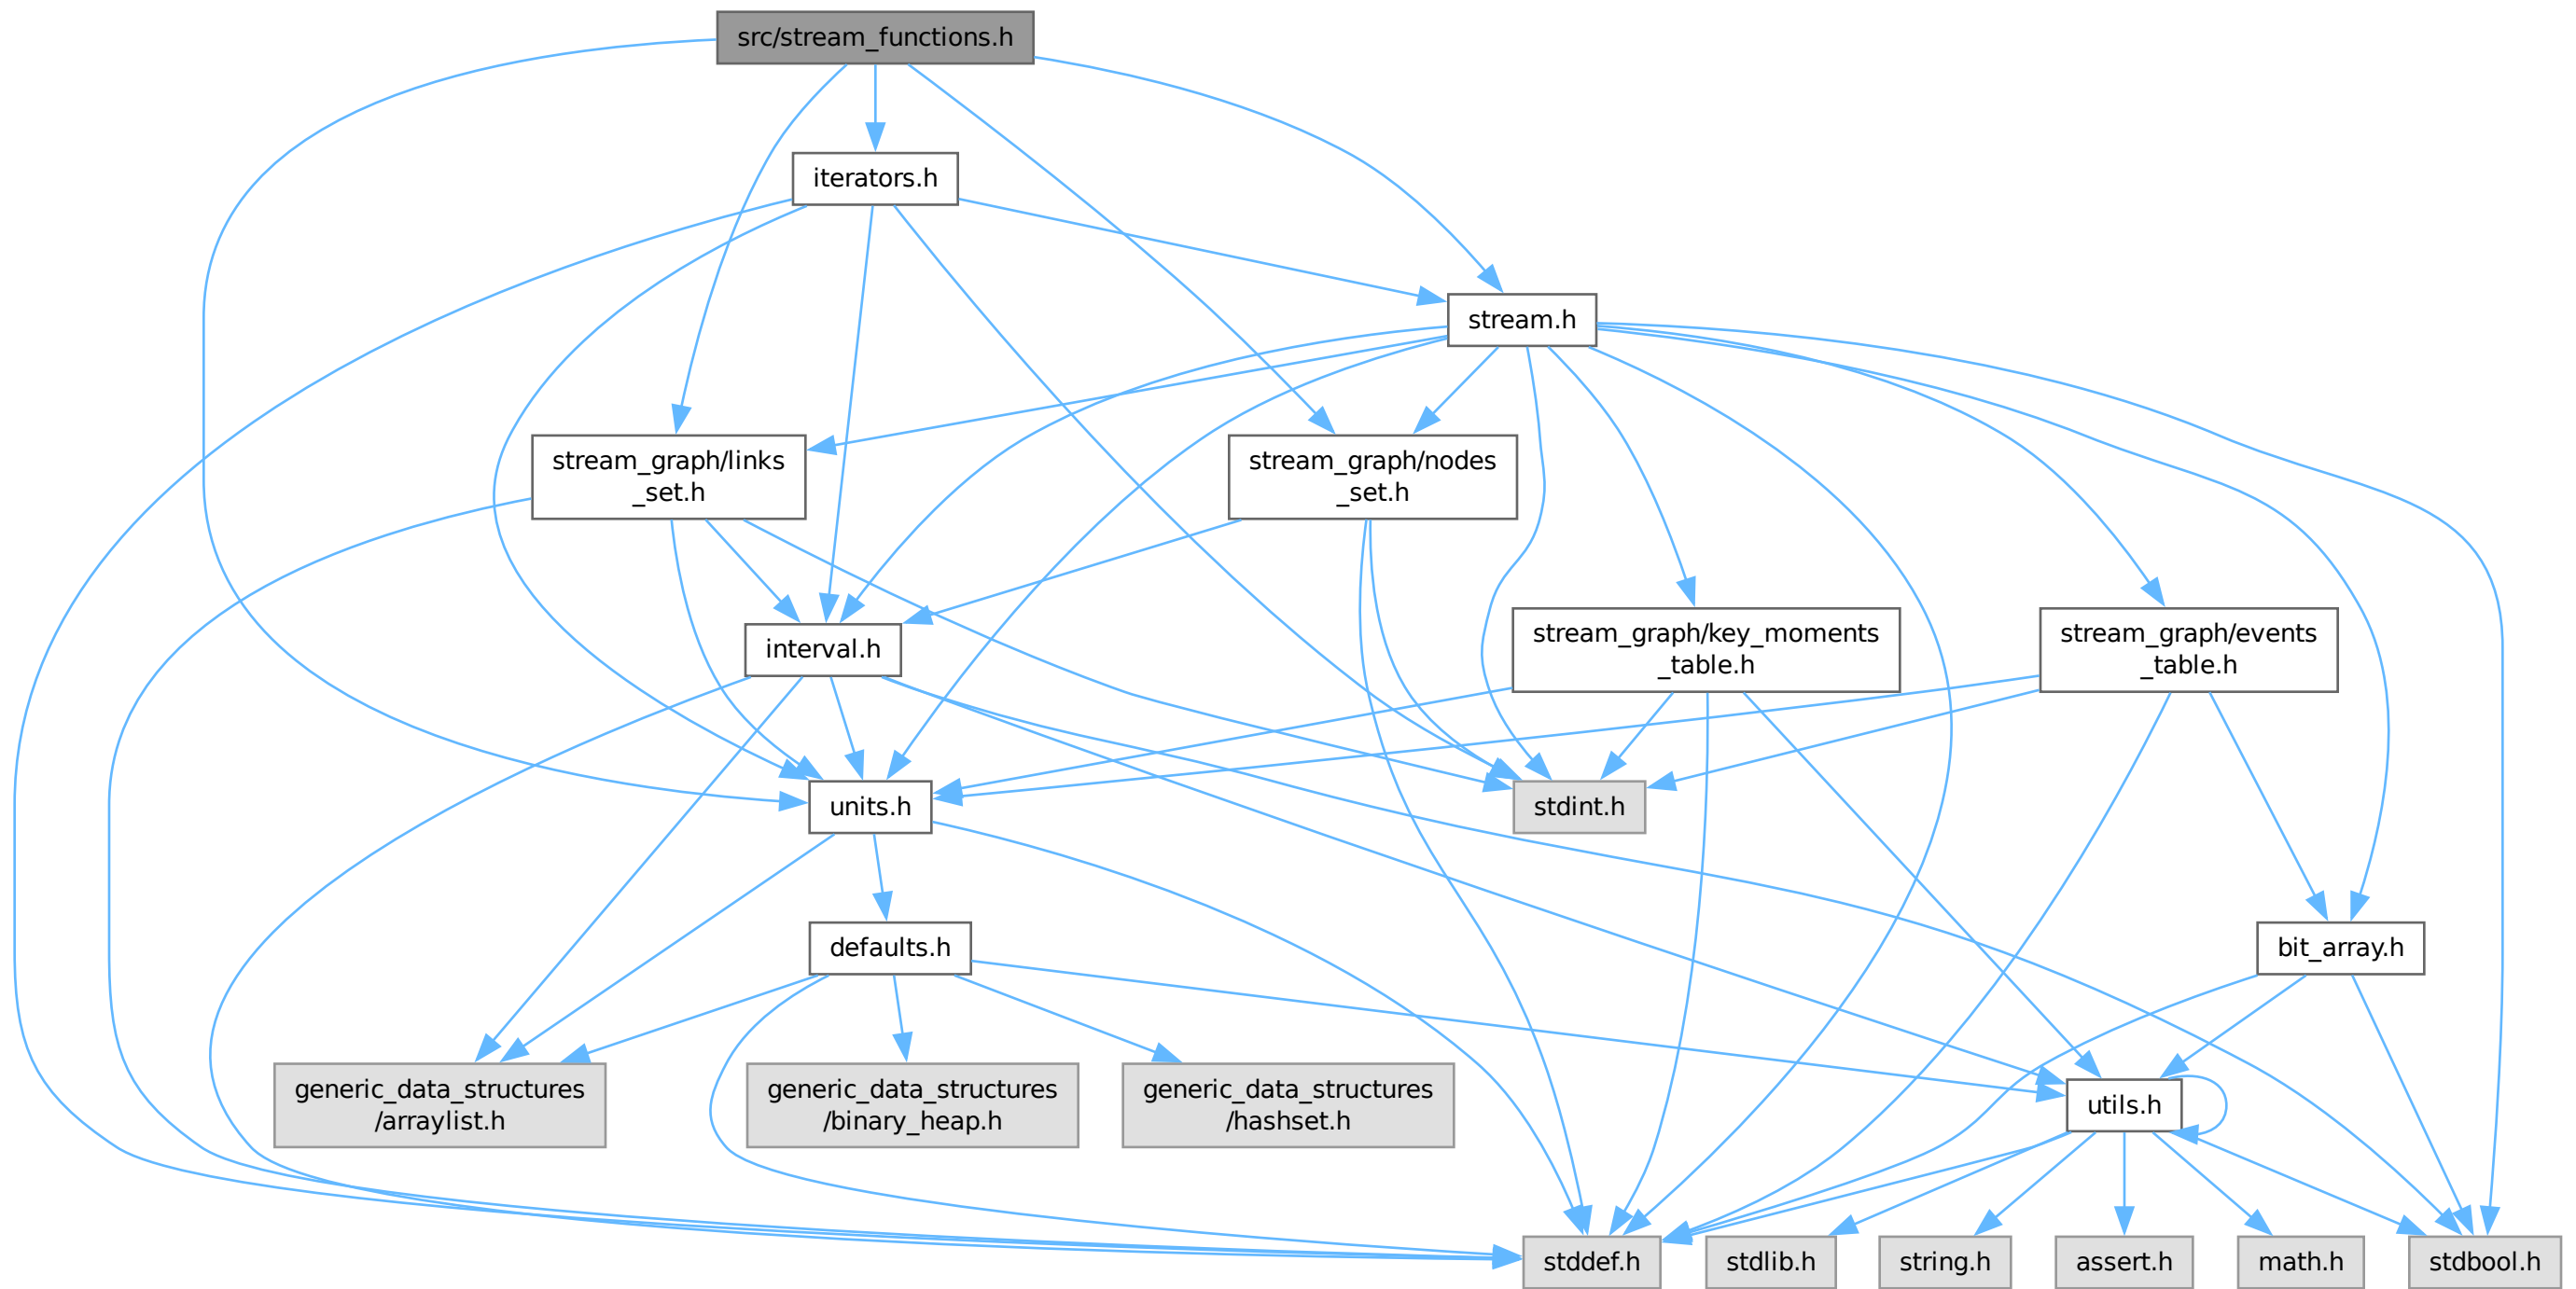 src/stream_functions.h
iterators.h
stream.h
stream_graph/links
_set.h
stream_graph/nodes
_set.h
interval.h
stream_graph/key_moments
_table.h
stream_graph/events
_table.h
units.h
stdint.h
defaults.h
bit_array.h
generic_data_structures
/arraylist.h
generic_data_structures
/binary_heap.h
generic_data_structures
/hashset.h
utils.h
stddef.h
stdlib.h
string.h
assert.h
math.h
stdbool.h